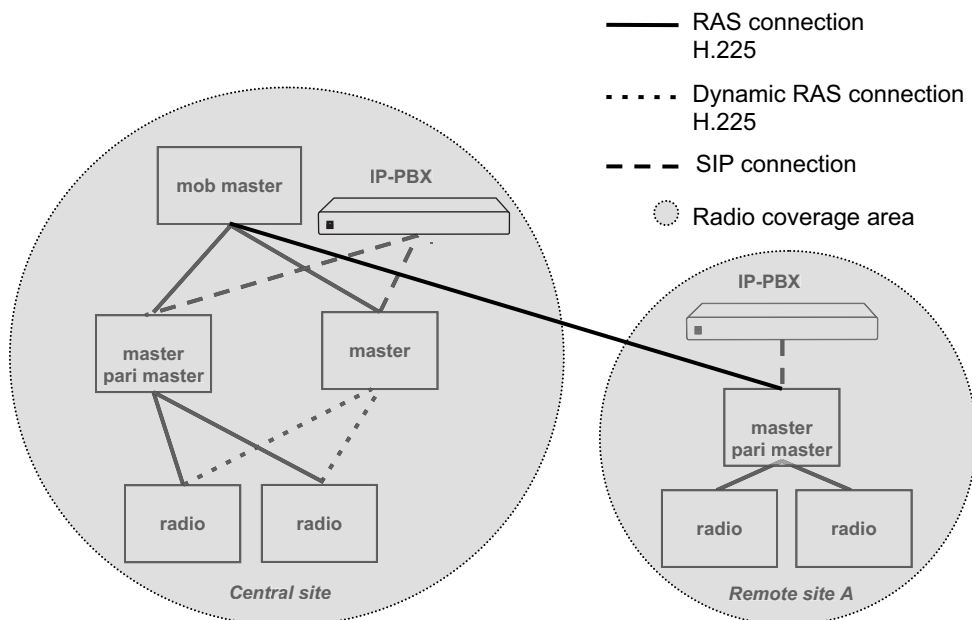 RAS connection
H.225
Dynamic RAS connection
H.225
SIP connection
Radio coverage area
mob master
IP-PBX
master
pari master
master
radio
radio
Central site
IP-PBX
master
pari master
radio
radio
Remote site A